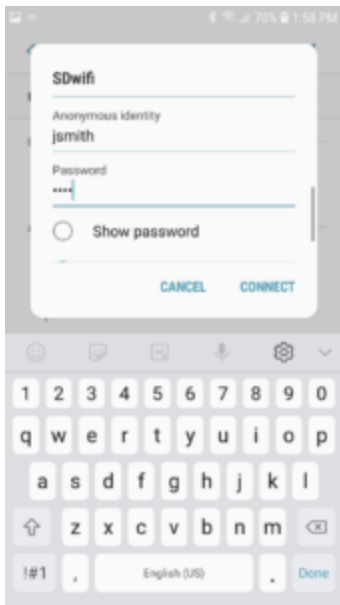 70% 1:58 PM
SDwifi
Anonymous identity
jsmith
Password
••••
Show password
CANCEL CONNECT
1 2 3 4 5 6 7 8 9 0
q w e r t y u i o p
a s d f g h j k l
z x c v b n m
!#1 , English (US) . Done